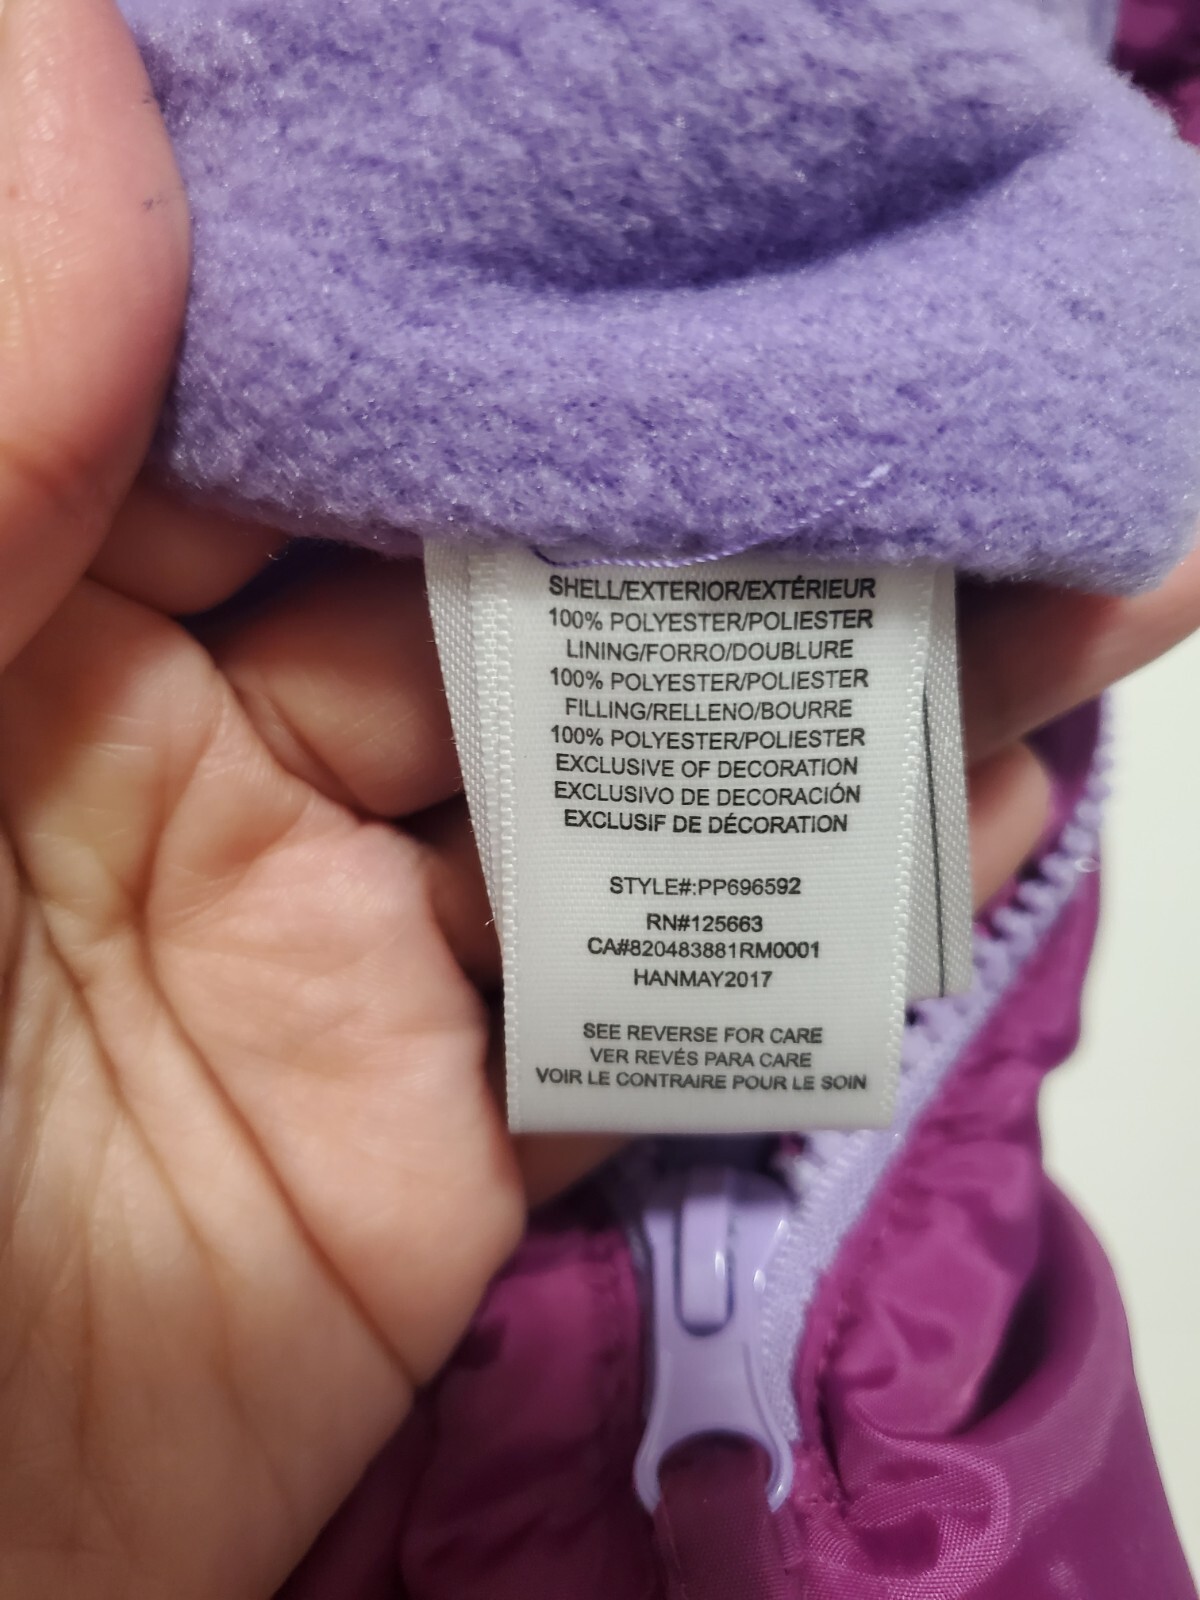 SHELL/EXTERIOR/EXTÉRIEUR
100% POLYESTER/POLIESTER
LINING/FORRO/DOUBLURE
100% POLYESTER/POLIESTER
FILLING/RELLENO/BOURRE
100% POLYESTER/POLIESTER
EXCLUSIVE OF DECORATION
EXCLUSIVO DE DECORACIÓN
EXCLUSIF DE DÉCORATION
STYLE#:PP696592
RN#125663
CA#820483881RM0001
HANMAY2017
SEE REVERSE FOR CARE
VER REVÉS PARA CARE
VOIR LE CONTRAIRE POUR LE SOIN